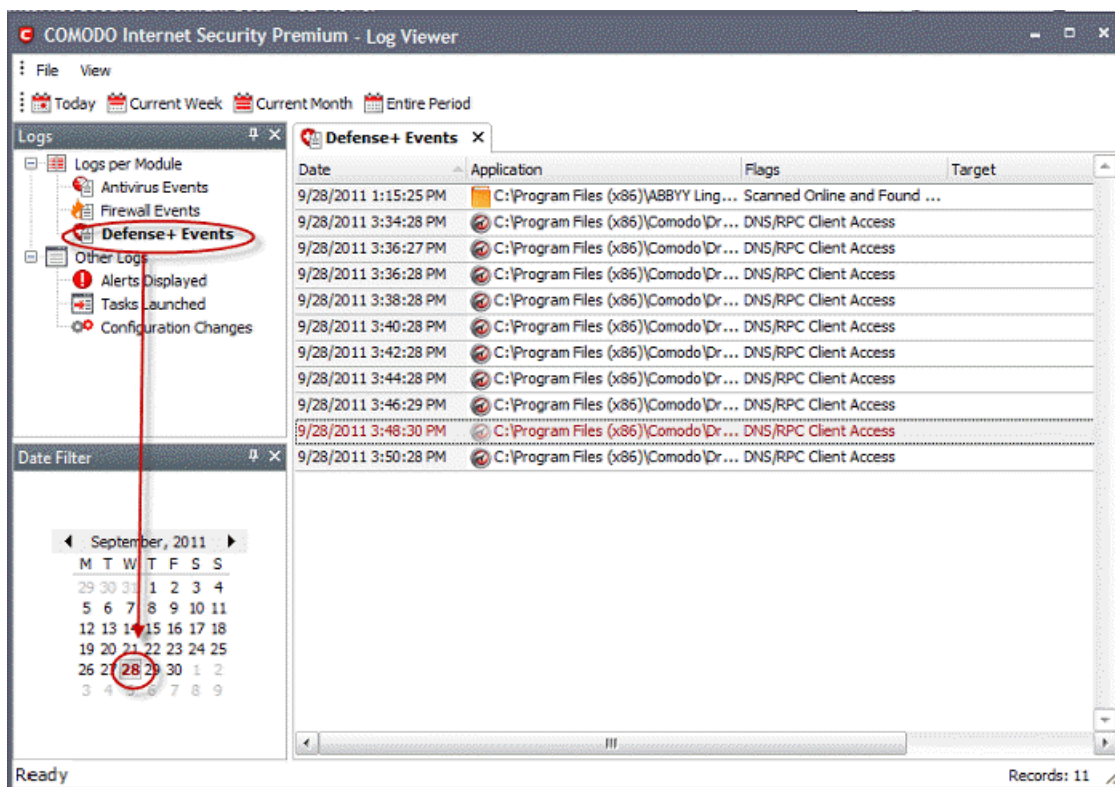 COMODO Internet Security Premium - Log Viewer
File View
Today Current Week Current Month Entire Period
Logs
Logs per Module
Antivirus Events
Firewall Events
Defense+ Events
Other Logs
Alerts Displayed
Tasks Launched
Configuration Changes
Date Filter
September, 2011
M T W T F S S
29 30 31 1 2 3 4
5 6 7 8 9 10 11
12 13 14 15 16 17 18
19 20 21 22 23 24 25
26 27 28 29 30 1 2
3 4 5 6 7 8 9
Defense+ Events
Date Application Flags Target
9/28/2011 1:15:25 PM C:\Program Files (x86)\ABBYY Ling... Scanned Online and Found ...
9/28/2011 3:34:28 PM C:\Program Files (x86)\Comodo\Dr... DNS/RPC Client Access
9/28/2011 3:36:27 PM C:\Program Files (x86)\Comodo\Dr... DNS/RPC Client Access
9/28/2011 3:36:28 PM C:\Program Files (x86)\Comodo\Dr... DNS/RPC Client Access
9/28/2011 3:38:28 PM C:\Program Files (x86)\Comodo\Dr... DNS/RPC Client Access
9/28/2011 3:40:28 PM C:\Program Files (x86)\Comodo\Dr... DNS/RPC Client Access
9/28/2011 3:42:28 PM C:\Program Files (x86)\Comodo\Dr... DNS/RPC Client Access
9/28/2011 3:44:28 PM C:\Program Files (x86)\Comodo\Dr... DNS/RPC Client Access
9/28/2011 3:46:29 PM C:\Program Files (x86)\Comodo\Dr... DNS/RPC Client Access
9/28/2011 3:48:30 PM C:\Program Files (x86)\Comodo\Dr... DNS/RPC Client Access
9/28/2011 3:50:28 PM C:\Program Files (x86)\Comodo\Dr... DNS/RPC Client Access
Ready
Records: 11